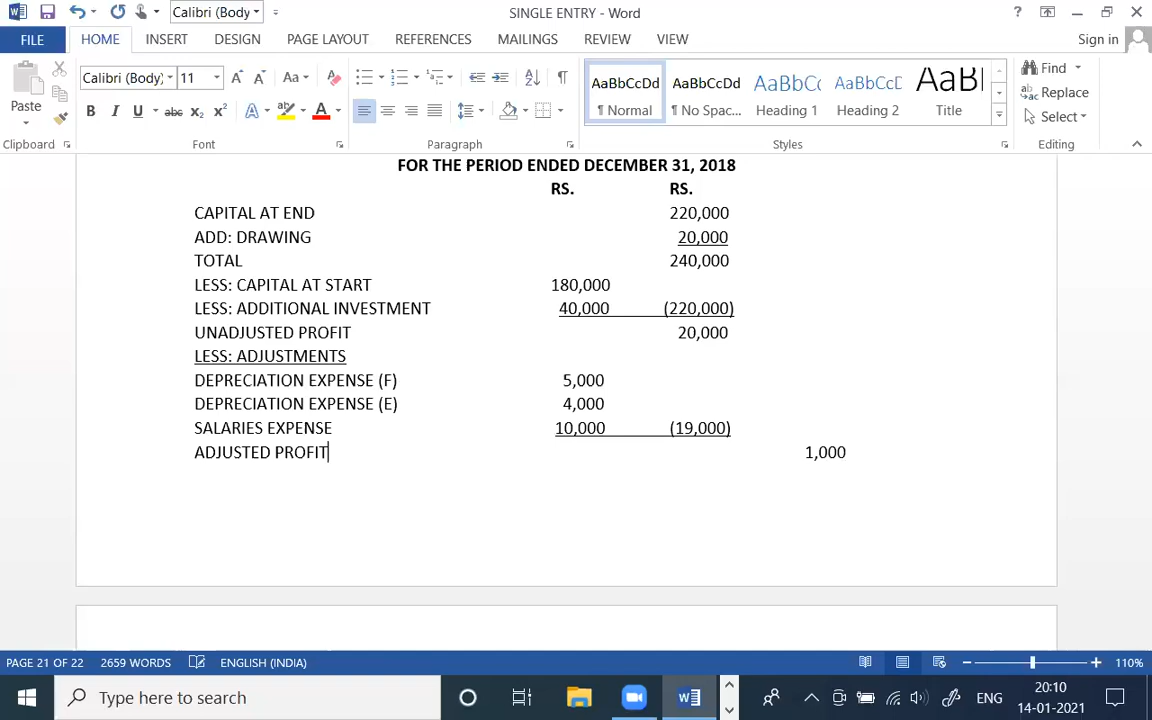 Calibri (Body
SINGLE ENTRY - Word
?
FILE HOME INSERT DESIGN PAGE LAYOUT REFERENCES MAILINGS REVIEW VIEW Sign in
Paste
Calibri (Body) 11 Aa
AaBbCcDd AaBbCcDd AaBbCc AaBbCcD AaBl
¶ Normal ¶ No Spac... Heading 1 Heading 2 Title
Find
Replace
Select
B I U abc x₂ x² A A
Clipboard Font Paragraph Styles Editing
FOR THE PERIOD ENDED DECEMBER 31, 2018
RS. RS.
CAPITAL AT END 220,000
ADD: DRAWING 20,000
TOTAL 240,000
LESS: CAPITAL AT START 180,000
LESS: ADDITIONAL INVESTMENT 40,000 (220,000)
UNADJUSTED PROFIT 20,000
LESS: ADJUSTMENTS
DEPRECIATION EXPENSE (F) 5,000
DEPRECIATION EXPENSE (E) 4,000
SALARIES EXPENSE 10,000 (19,000)
ADJUSTED PROFIT 1,000
PAGE 21 OF 22 2659 WORDS ENGLISH (INDIA) 110%
Type here to search
ENG
20:10
14-01-2021